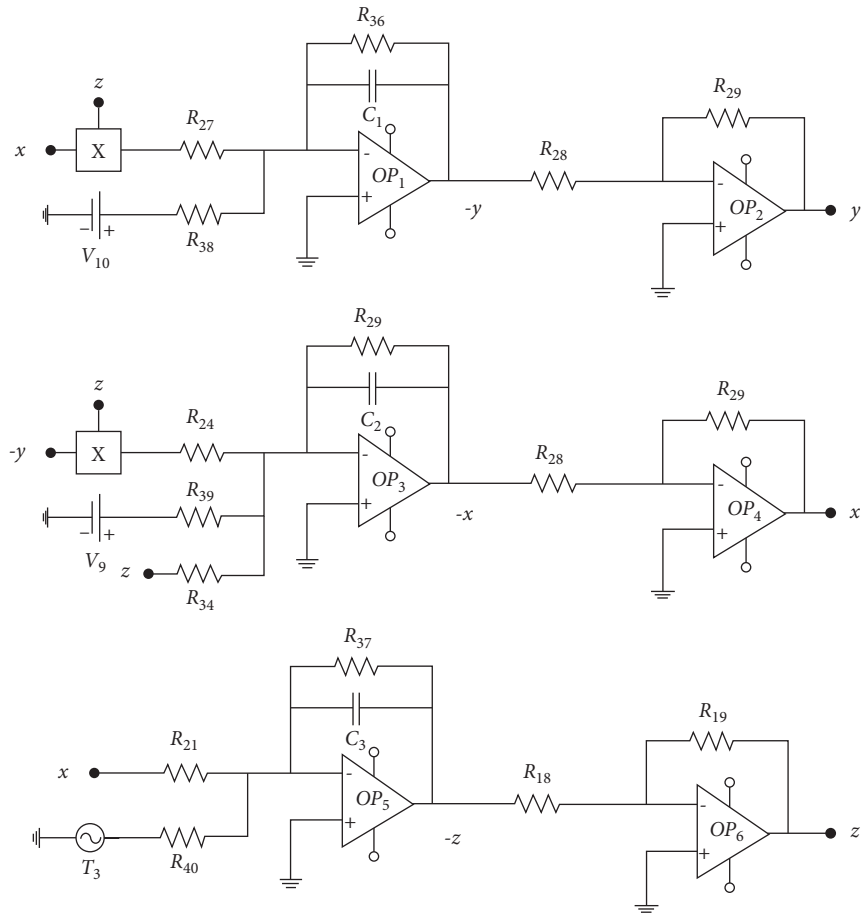 R36
z
C1
R27
R29
x
X
-
OP1
+
R28
-
OP2
+
y
-y
R38
− +
V10
R29
z
C2
R24
R29
-y
X
-
OP3
+
R28
-
OP4
+
x
-x
R39
− +
V9
z
R34
R37
C3
R21
R19
x
-
OP5
+
R18
-
OP6
+
z
-z
R40
T3